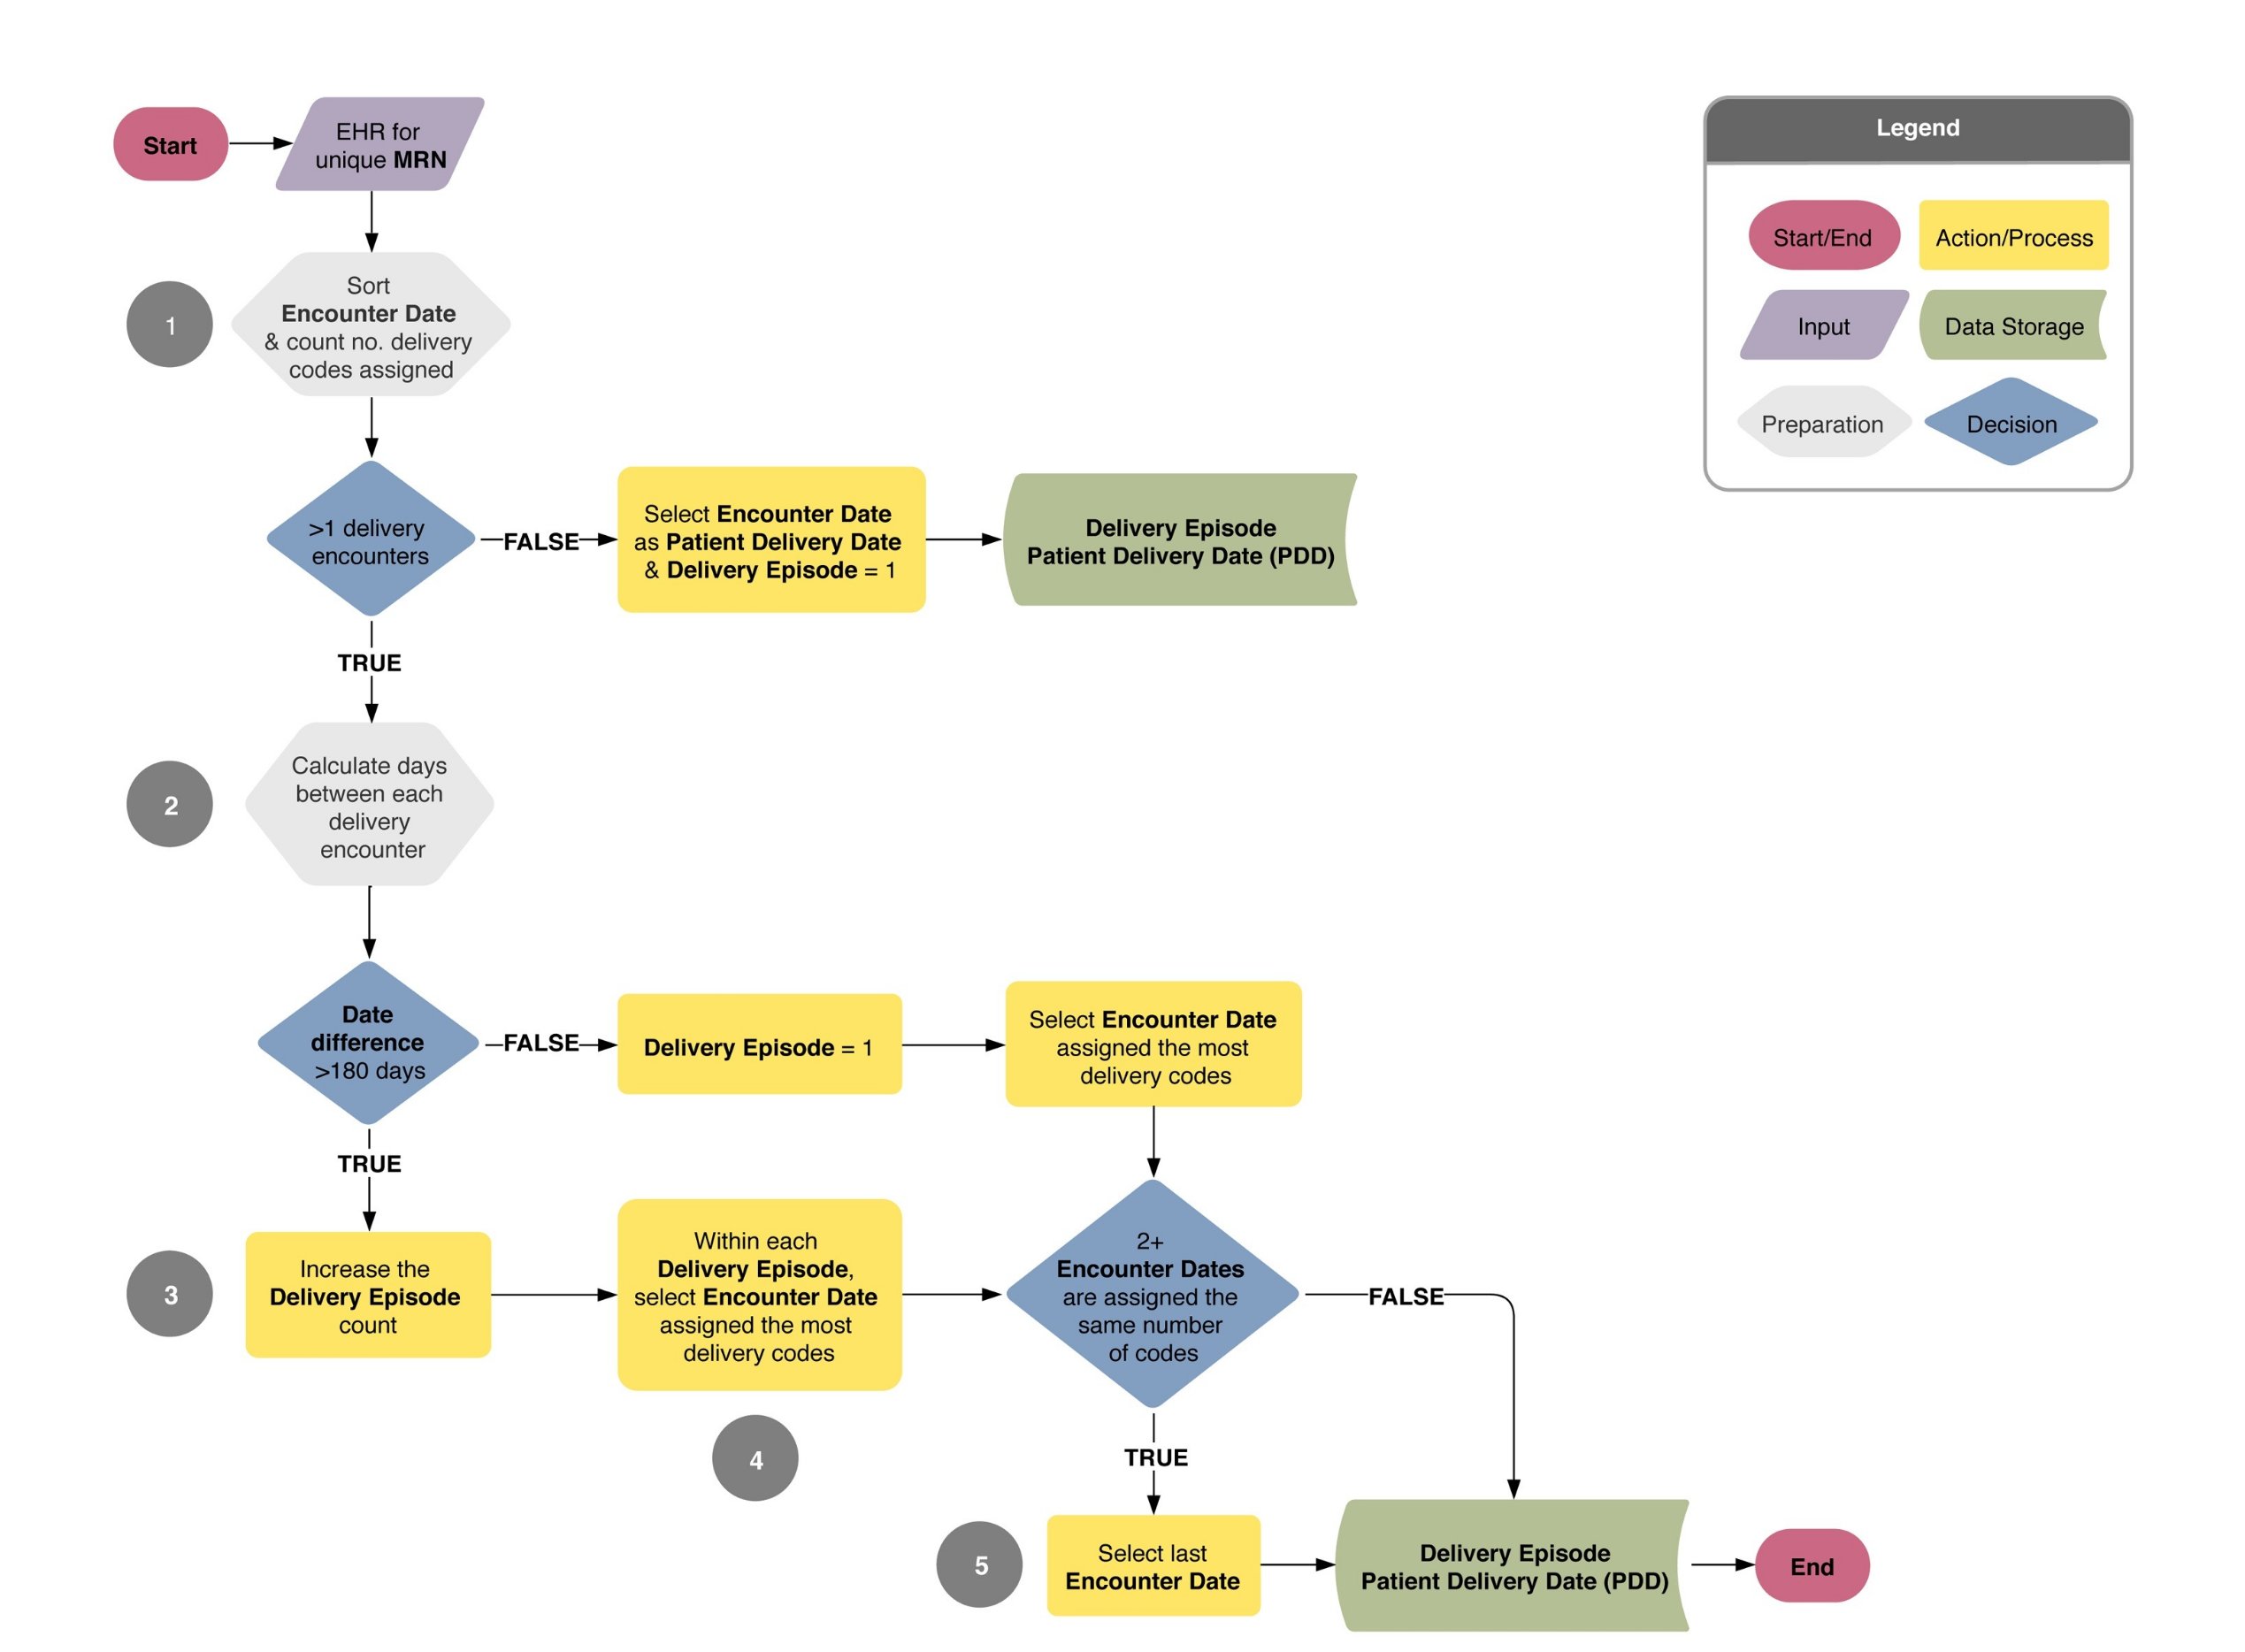 Start
EHR for
unique MRN
1
Sort
Encounter Date
& count no. delivery
codes assigned
>1 delivery
encounters
FALSE
Select Encounter Date
as Patient Delivery Date
& Delivery Episode = 1
Delivery Episode
Patient Delivery Date (PDD)
TRUE
2
Calculate days
between each
delivery
encounter
Date
difference
>180 days
FALSE
Delivery Episode = 1
Select Encounter Date
assigned the most
delivery codes
TRUE
3
Increase the
Delivery Episode
count
Within each
Delivery Episode,
select Encounter Date
assigned the most
delivery codes
4
2+
Encounter Dates
are assigned the
same number
of codes
FALSE
TRUE
5
Select last
Encounter Date
Delivery Episode
Patient Delivery Date (PDD)
End
Legend
Start/End
Action/Process
Input
Data Storage
Preparation
Decision